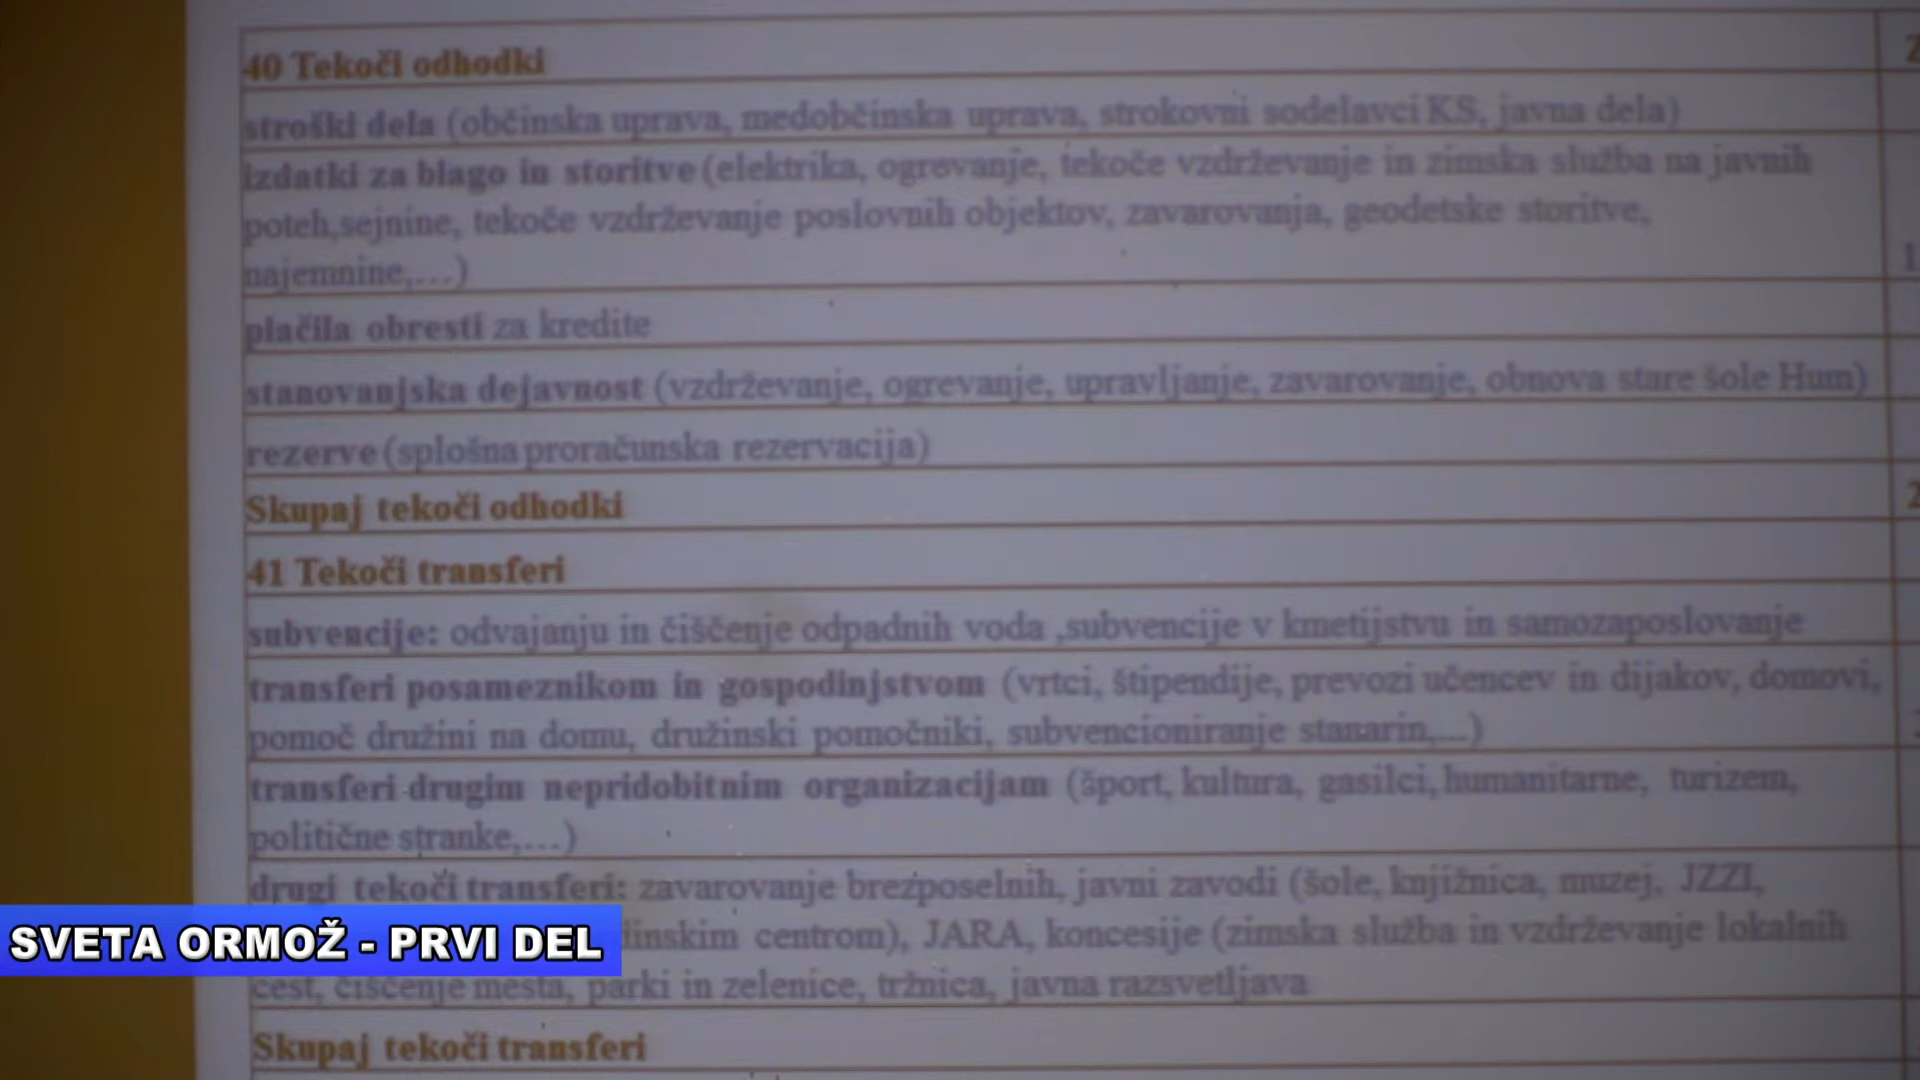 40 Tekoči odhodki
stroški dela (občinska uprava, medobčinska uprava, strokovni sodelavci KS, javna dela)
izdatki za blago in storitve (elektrika, ogrevanje, tekoče vzdrževanje in zimska služba na javnih
poteh,sejnine, tekoče vzdrževanje poslovnih objektov, zavarovanja, geodetske storitve,
najemnine,...)
plačila obresti za kredite
stanovanjska dejavnost (vzdrževanje, ogrevanje, upravljanje, zavarovanje, obnova stare šole Hum)
rezerve (splošna proračunska rezervacija)
Skupaj tekoči odhodki
41 Tekoči transferi
subvencije: odvajanju in čiščenje odpadnih voda ,subvencije v kmetijstvu in samozaposlovanje
transferi posameznikom in gospodinjstvom (vrtci, štipendije, prevozi učencev in dijakov, domovi,
pomoč družini na domu, družinski pomočniki, subvencioniranje stanarin,...)
transferi drugim nepridobitnim organizacijam (šport, kultura, gasilci, humanitarne, turizem,
politične stranke,...)
drugi tekoči transferi: zavarovanje brezposelnih, javni zavodi (šole, knjižnica, muzej, JZZI,
centrom), JARA, koncesije (zimska služba in vzdrževanje lokalnih
cest, čiščenje mesta, parki in zelenice, tržnica, javna razsvetljava
Skupaj tekoči transferi
SVETA ORMOŽ - PRVI DEL